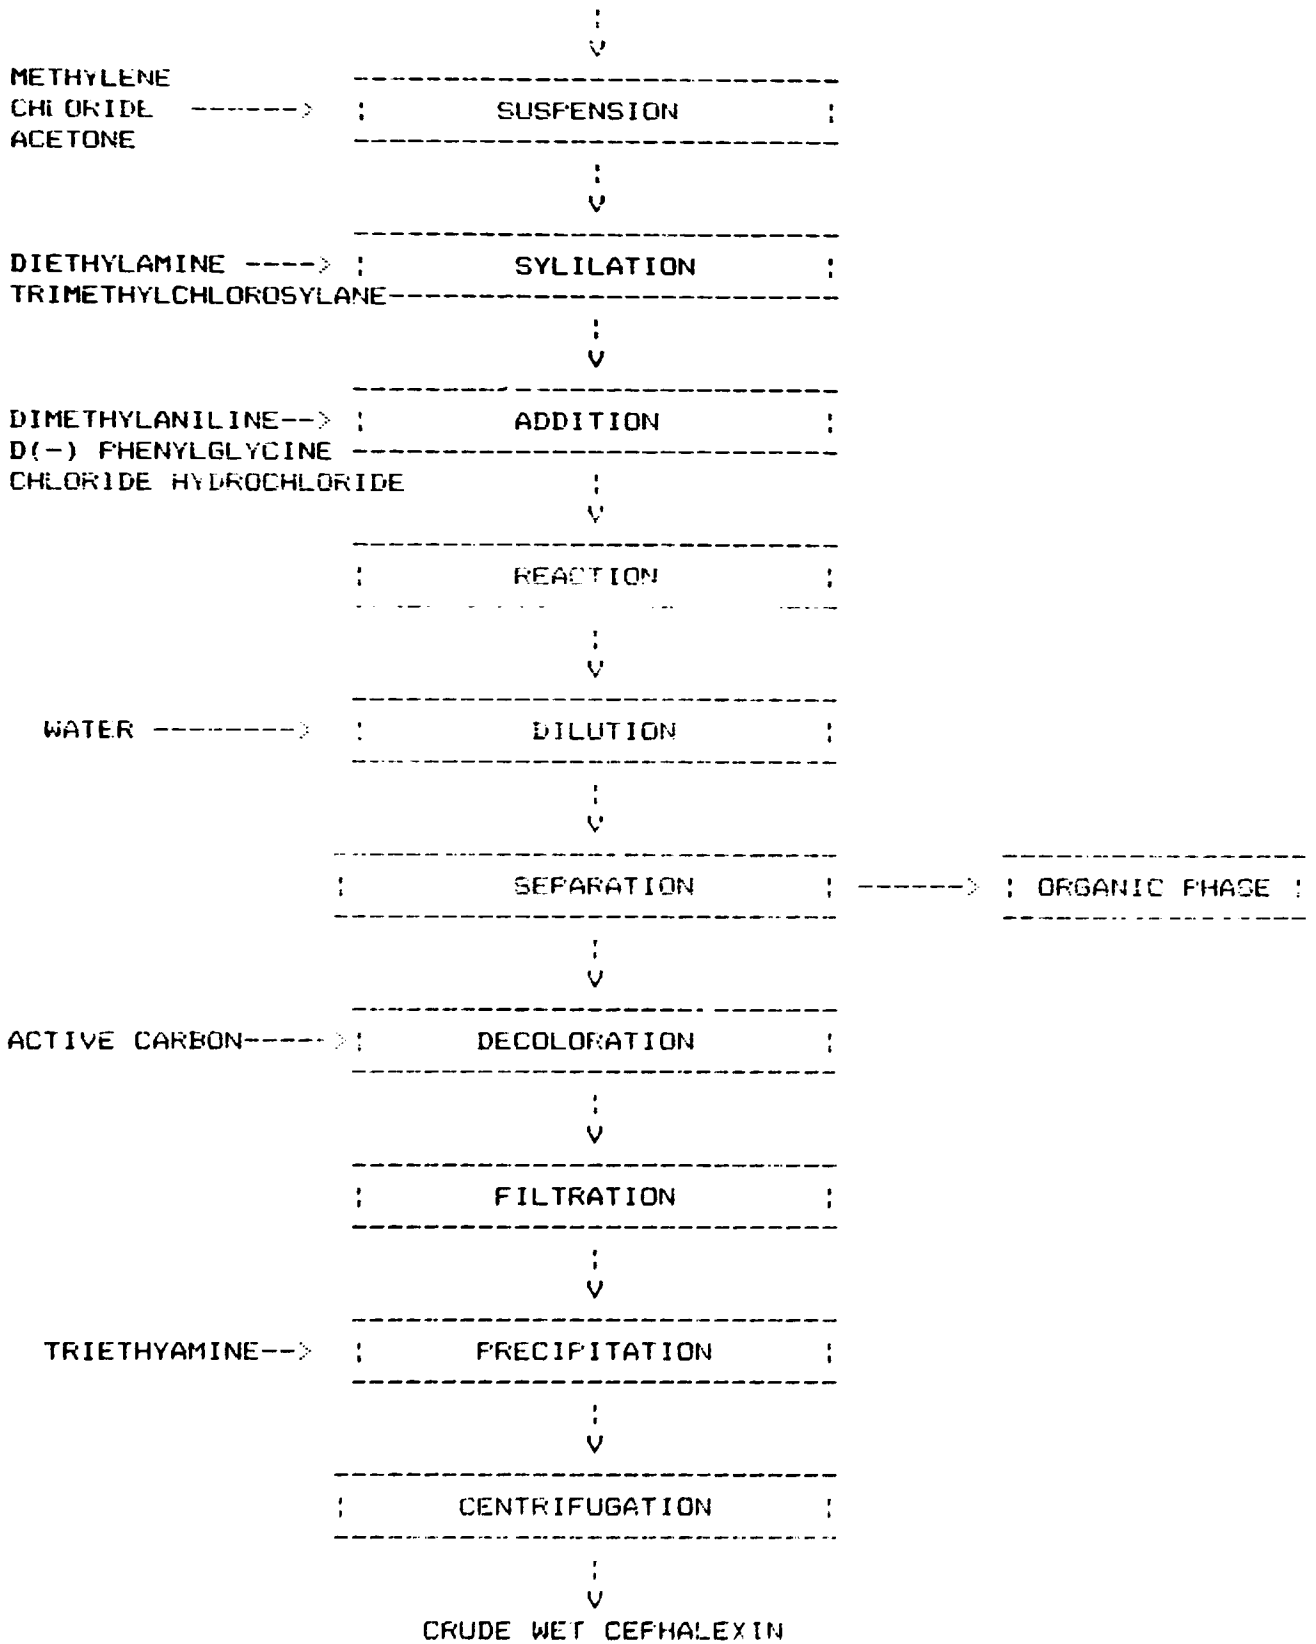 METHYLENE
CHLORIDE ------>
ACETONE
SUSPENSION
DIETHYLAMINE ---->
TRIMETHYLCHLOROSYLANE
SYLILATION
DIMETHYLANILINE-->
D(-) PHENYLGLYCINE
CHLORIDE HYDROCHLORIDE
ADDITION
REACTION
WATER -------->
DILUTION
SEPARATION ------> ORGANIC PHASE
ACTIVE CARBON----->
DECOLORATION
FILTRATION
TRIETHYAMINE-->
PRECIPITATION
CENTRIFUGATION
CRUDE WET CEPHALEXIN